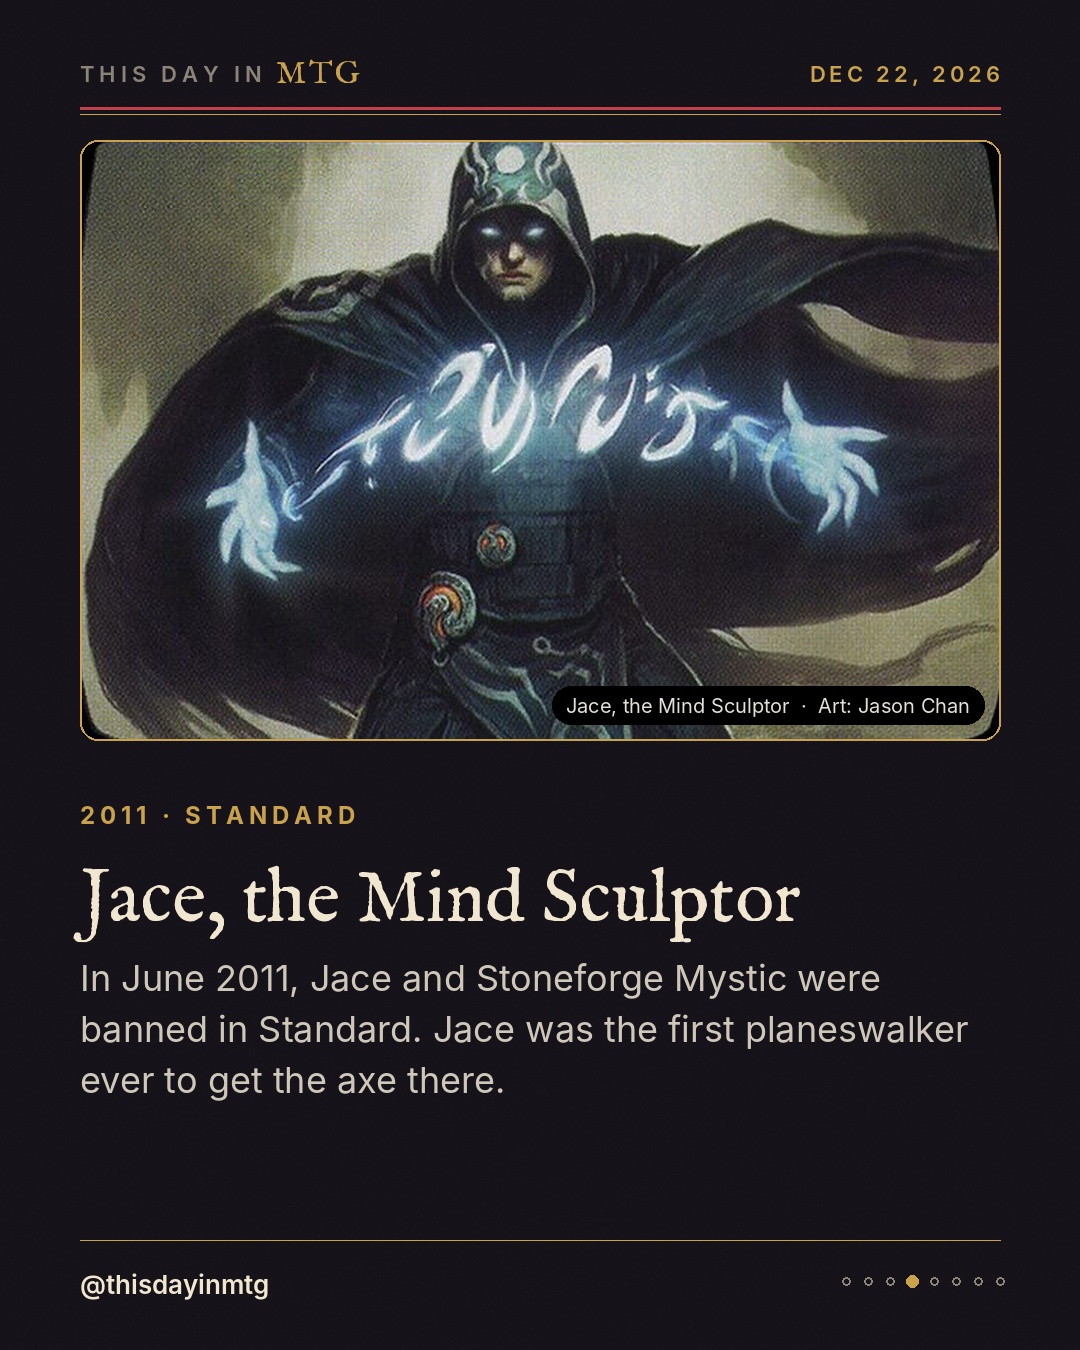 THIS DAY IN MTG
DEC 22, 2026
Jace, the Mind Sculptor · Art: Jason Chan
2011 · STANDARD
Jace, the Mind Sculptor
In June 2011, Jace and Stoneforge Mystic were
banned in Standard. Jace was the first planeswalker
ever to get the axe there.
@thisdayinmtg